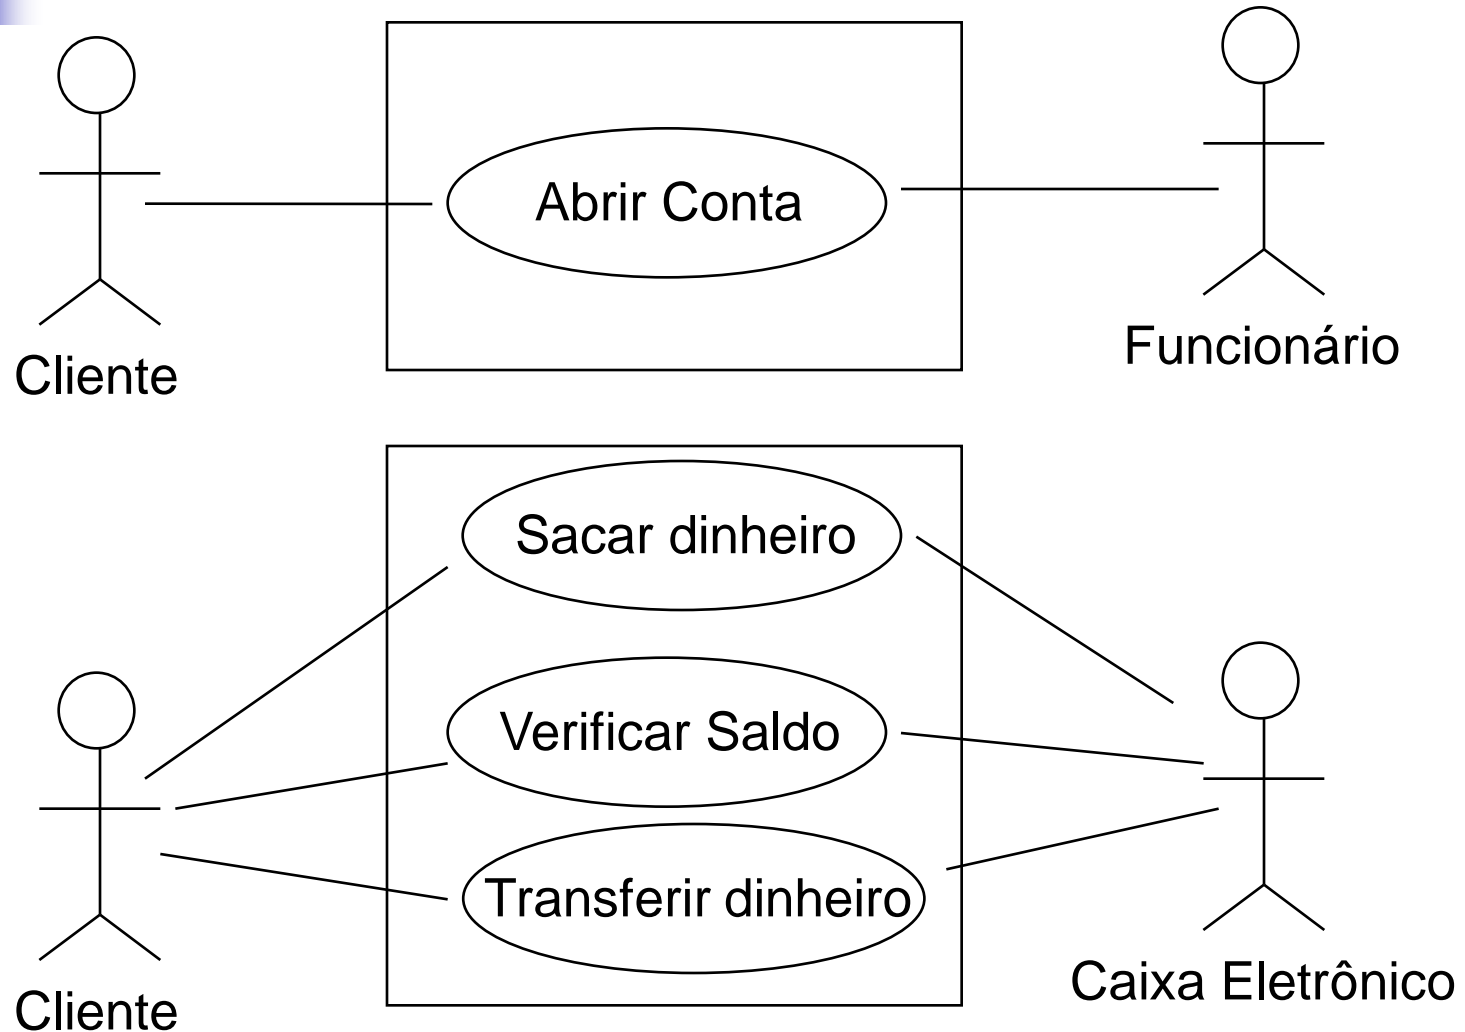 Abrir Conta
Funcionário
Cliente
Sacar dinheiro
Verificar Saldo
Transferir dinheiro
Caixa Eletrônico
Cliente